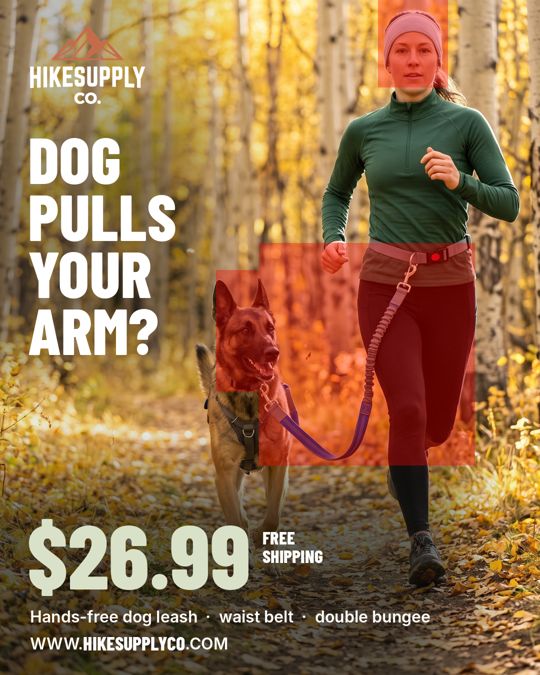 HIKESUPPLY
CO.
DOG
PULLS
YOUR
ARM?
$26.99 FREE
SHIPPING
Hands-free dog leash · waist belt · double bungee
WWW.HIKESUPPLYCO.COM